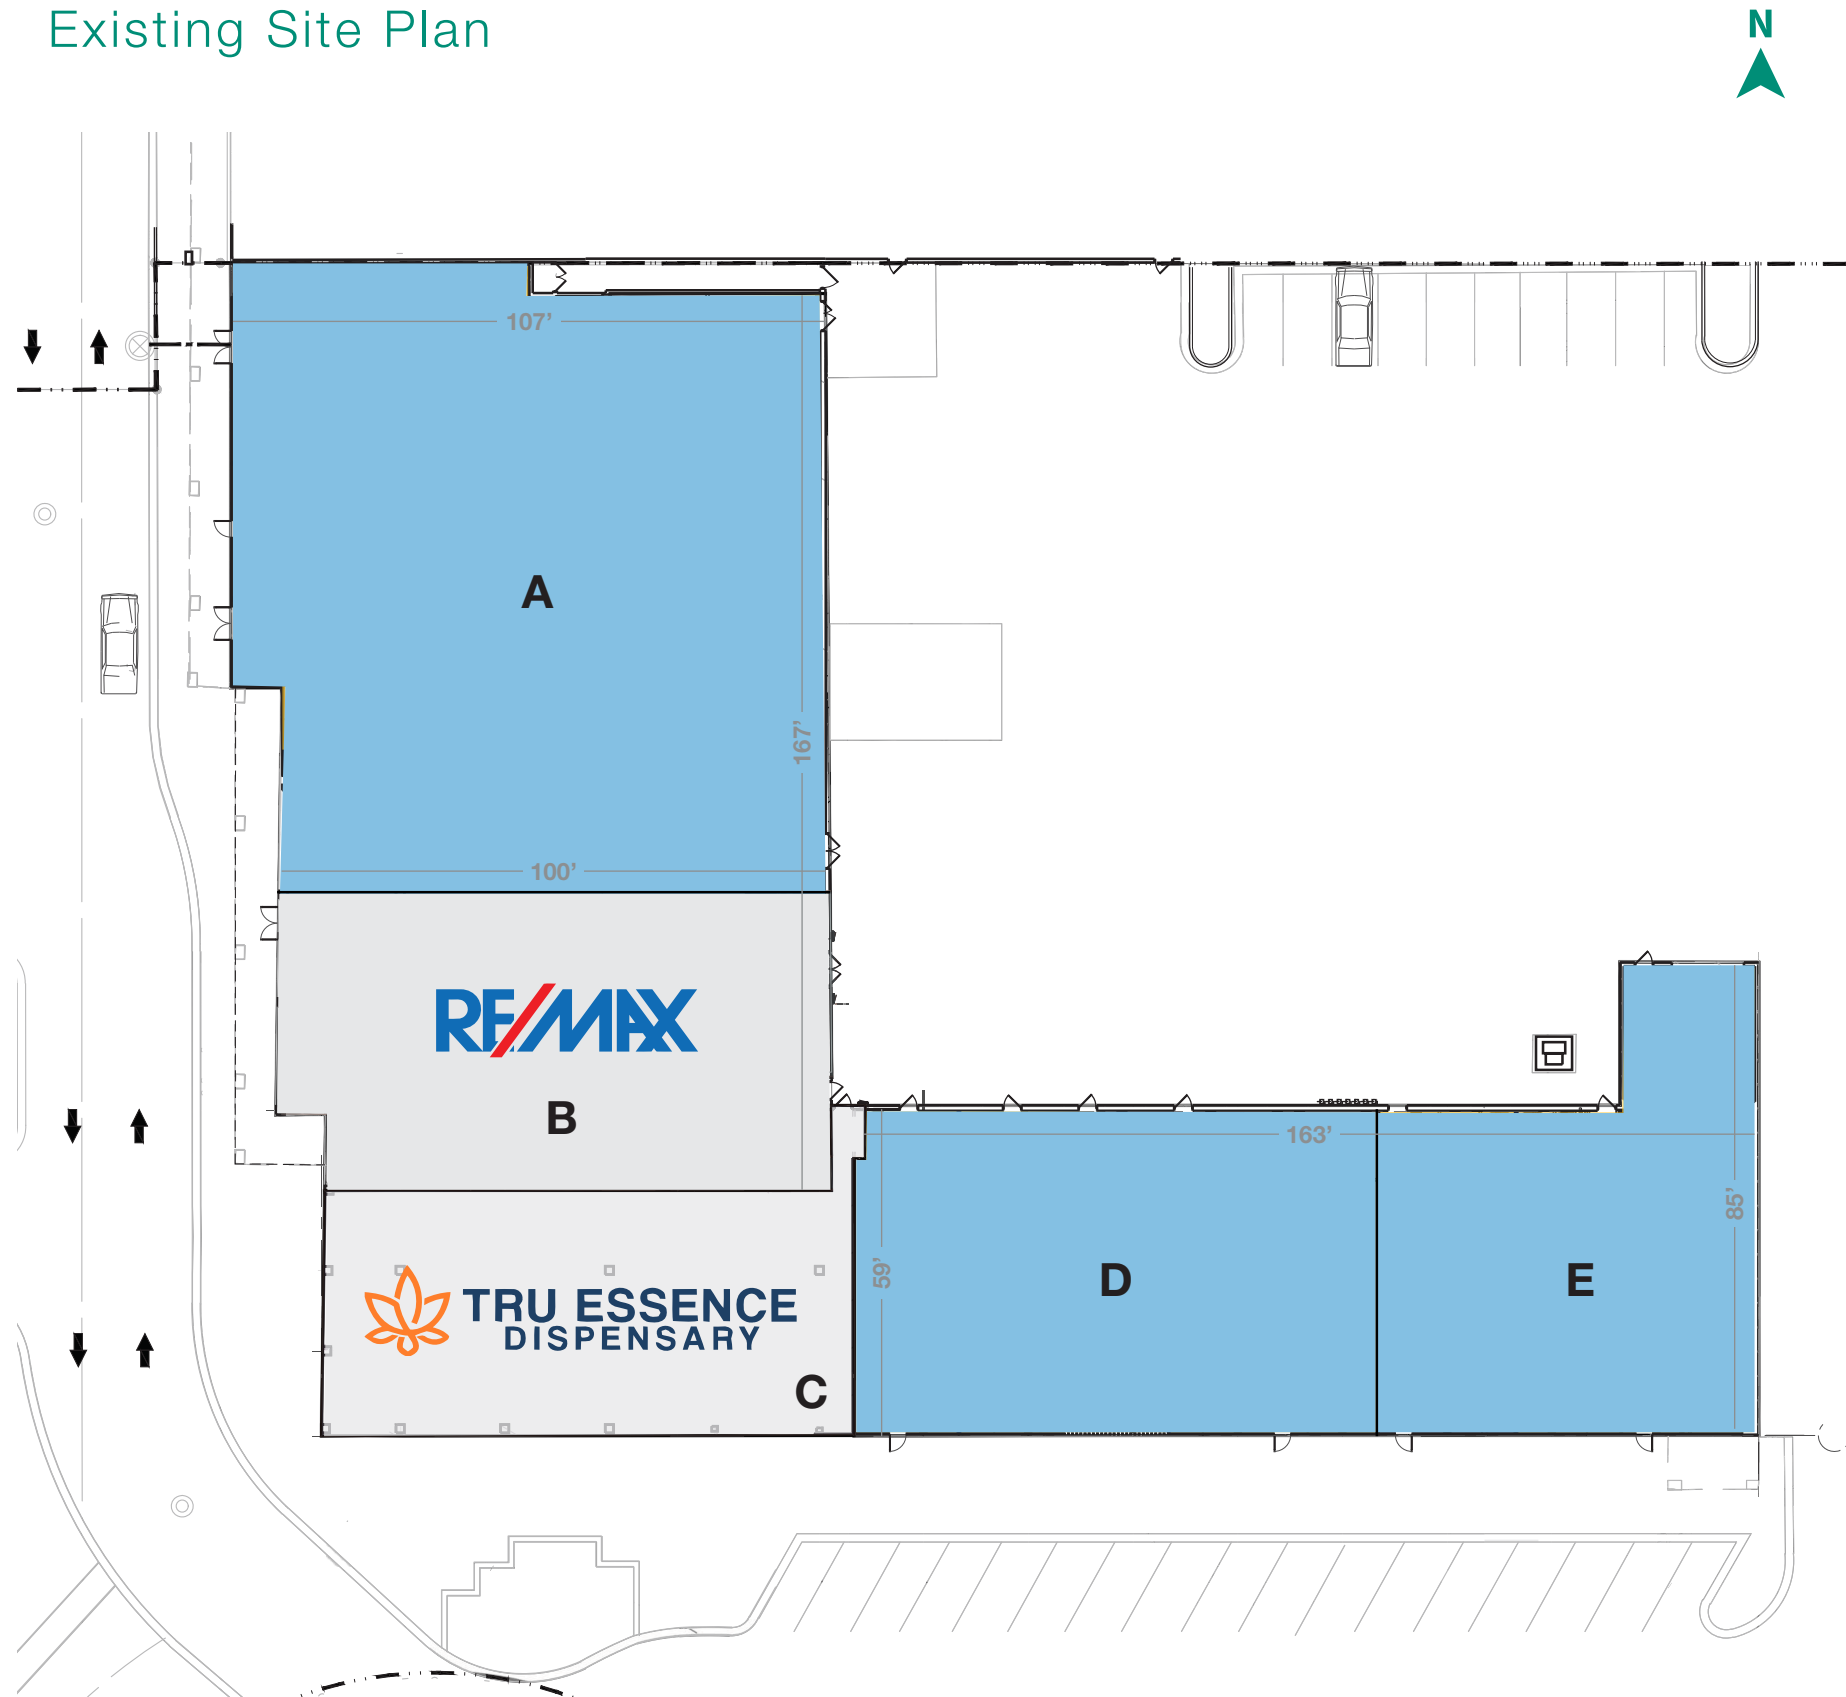 Existing Site Plan
N
107’
A
167’
100’
RE/MAX
B
163’
85’
59’
D
E
TRU ESSENCE
DISPENSARY
C